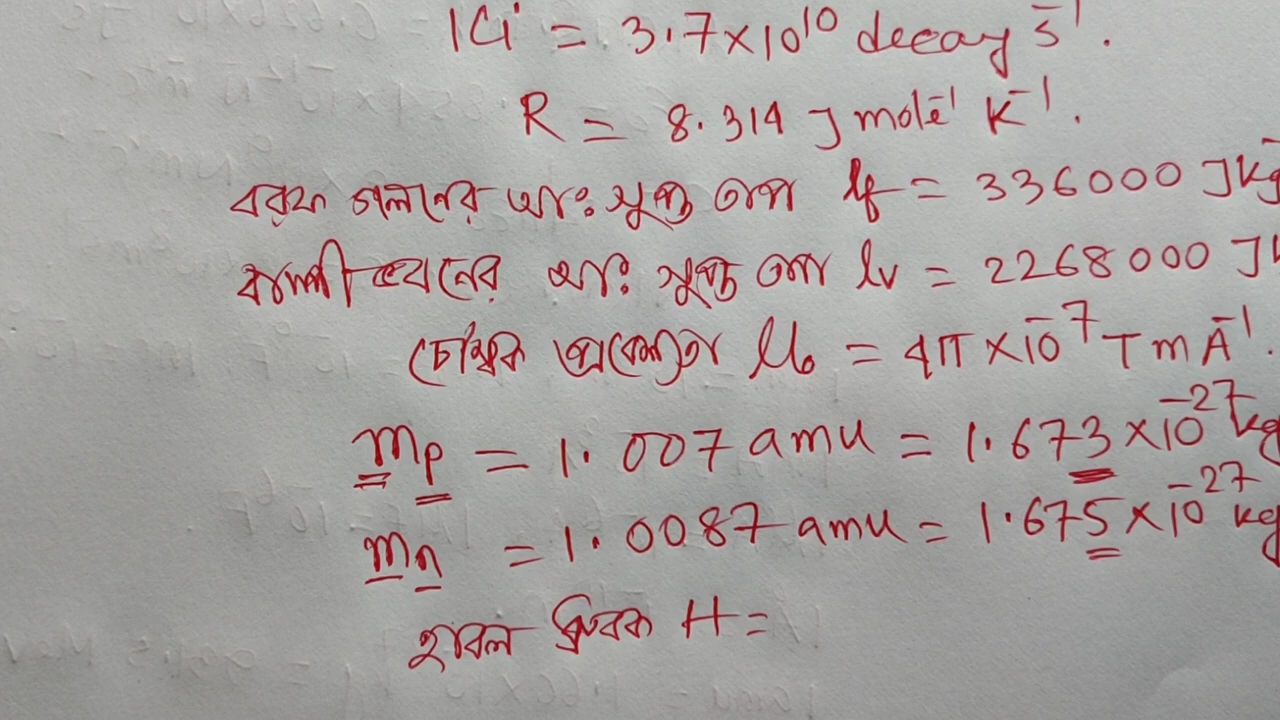 1Ci = 3.7×10¹⁰ decay s⁻¹.
R = 8.314 J mole⁻¹ K⁻¹.
বরফ গলনের আঃ সুপ্ত তাপ lf = 336000 JKg⁻
বাষ্পীভবনের আঃ সুপ্ত তাপ lv = 2268000 J
চৌম্বক প্রবেশ্যতা μ₀ = 4π×10⁻⁷ T m A⁻¹.
mp = 1.007 amu = 1.673×10⁻²⁷ kg
mn = 1.0087 amu = 1.675×10⁻²⁷ kg
হাবল ধ্রুবক H =